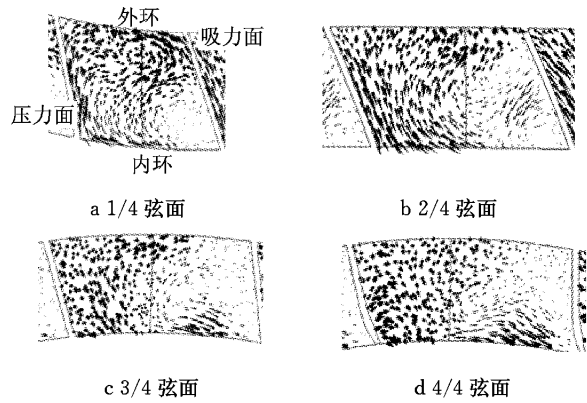 外环
吸力面
压力面
内环
a 1/4 弦面
b 2/4 弦面
c 3/4 弦面
d 4/4 弦面